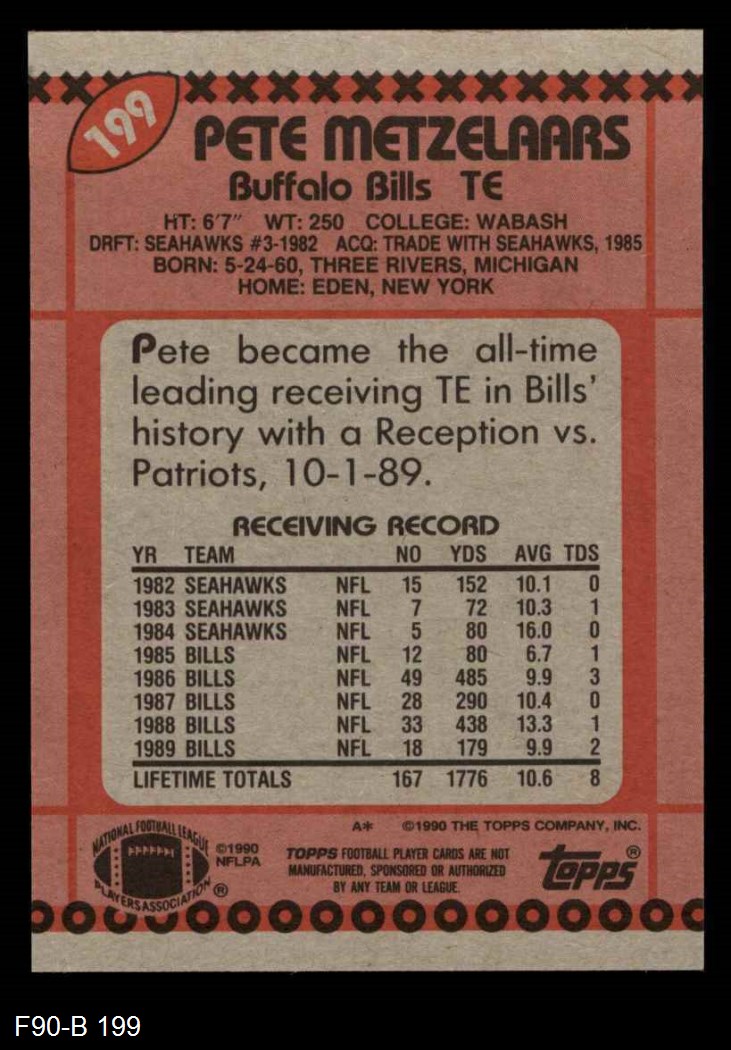 199
PETE METZELAARS
Buffalo Bills TE
HT: 6'7" WT: 250 COLLEGE: WABASH
DRFT: SEAHAWKS #3-1982 ACQ: TRADE WITH SEAHAWKS, 1985
BORN: 5-24-60, THREE RIVERS, MICHIGAN
HOME: EDEN, NEW YORK
Pete became the all-time
leading receiving TE in Bills'
history with a Reception vs.
Patriots, 10-1-89.
RECEIVING RECORD
YR TEAM NO YDS AVG TDS
1982 SEAHAWKS NFL 15 152 10.1 0
1983 SEAHAWKS NFL 7 72 10.3 1
1984 SEAHAWKS NFL 5 80 16.0 0
1985 BILLS NFL 12 80 6.7 1
1986 BILLS NFL 49 485 9.9 3
1987 BILLS NFL 28 290 10.4 0
1988 BILLS NFL 33 438 13.3 1
1989 BILLS NFL 18 179 9.9 2
LIFETIME TOTALS 167 1776 10.6 8
A* ©1990 THE TOPPS COMPANY, INC.
NATIONAL FOOTBALL LEAGUE
PLAYERS ASSOCIATION ®
©1990
NFLPA
TOPPS FOOTBALL PLAYER CARDS ARE NOT
MANUFACTURED, SPONSORED OR AUTHORIZED
BY ANY TEAM OR LEAGUE.
topps®
F90-B 199